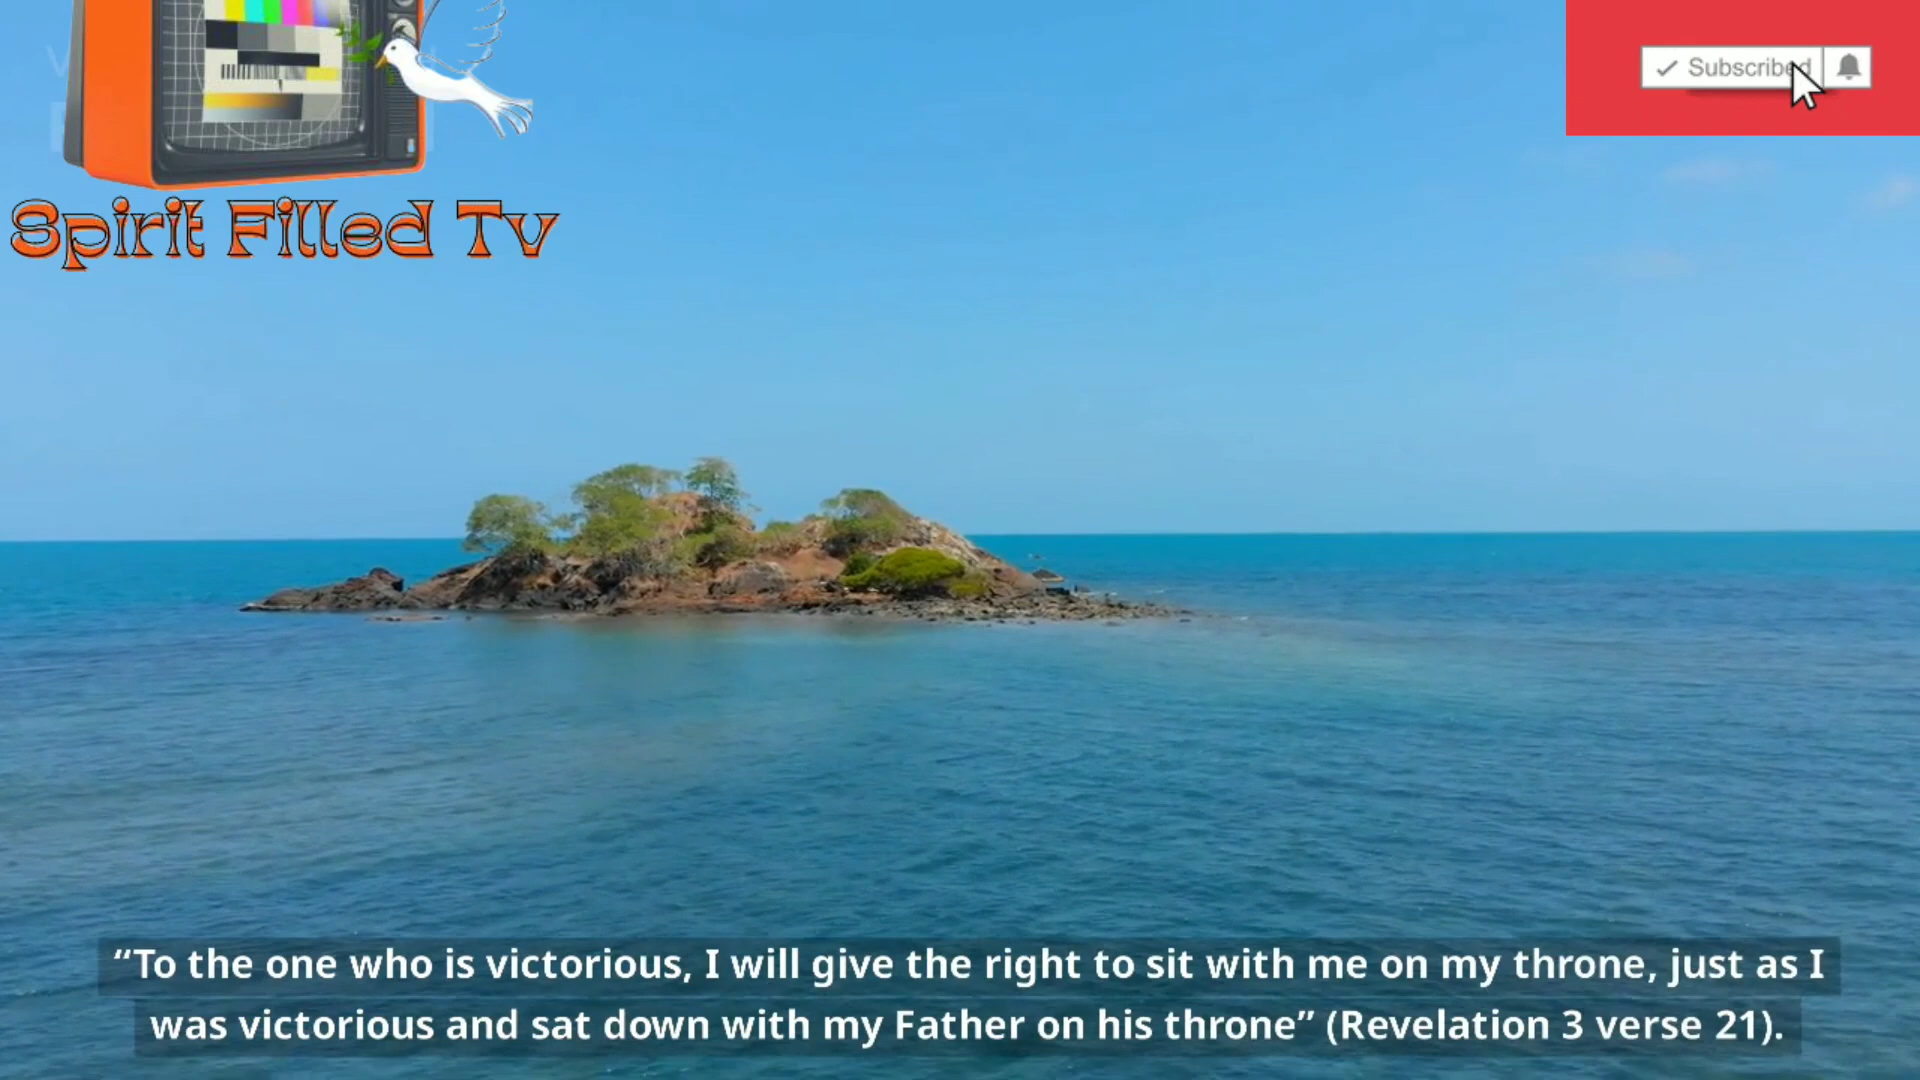 Subscribed
Spirit Filled Tv
“To the one who is victorious, I will give the right to sit with me on my throne, just as I
was victorious and sat down with my Father on his throne” (Revelation 3 verse 21).